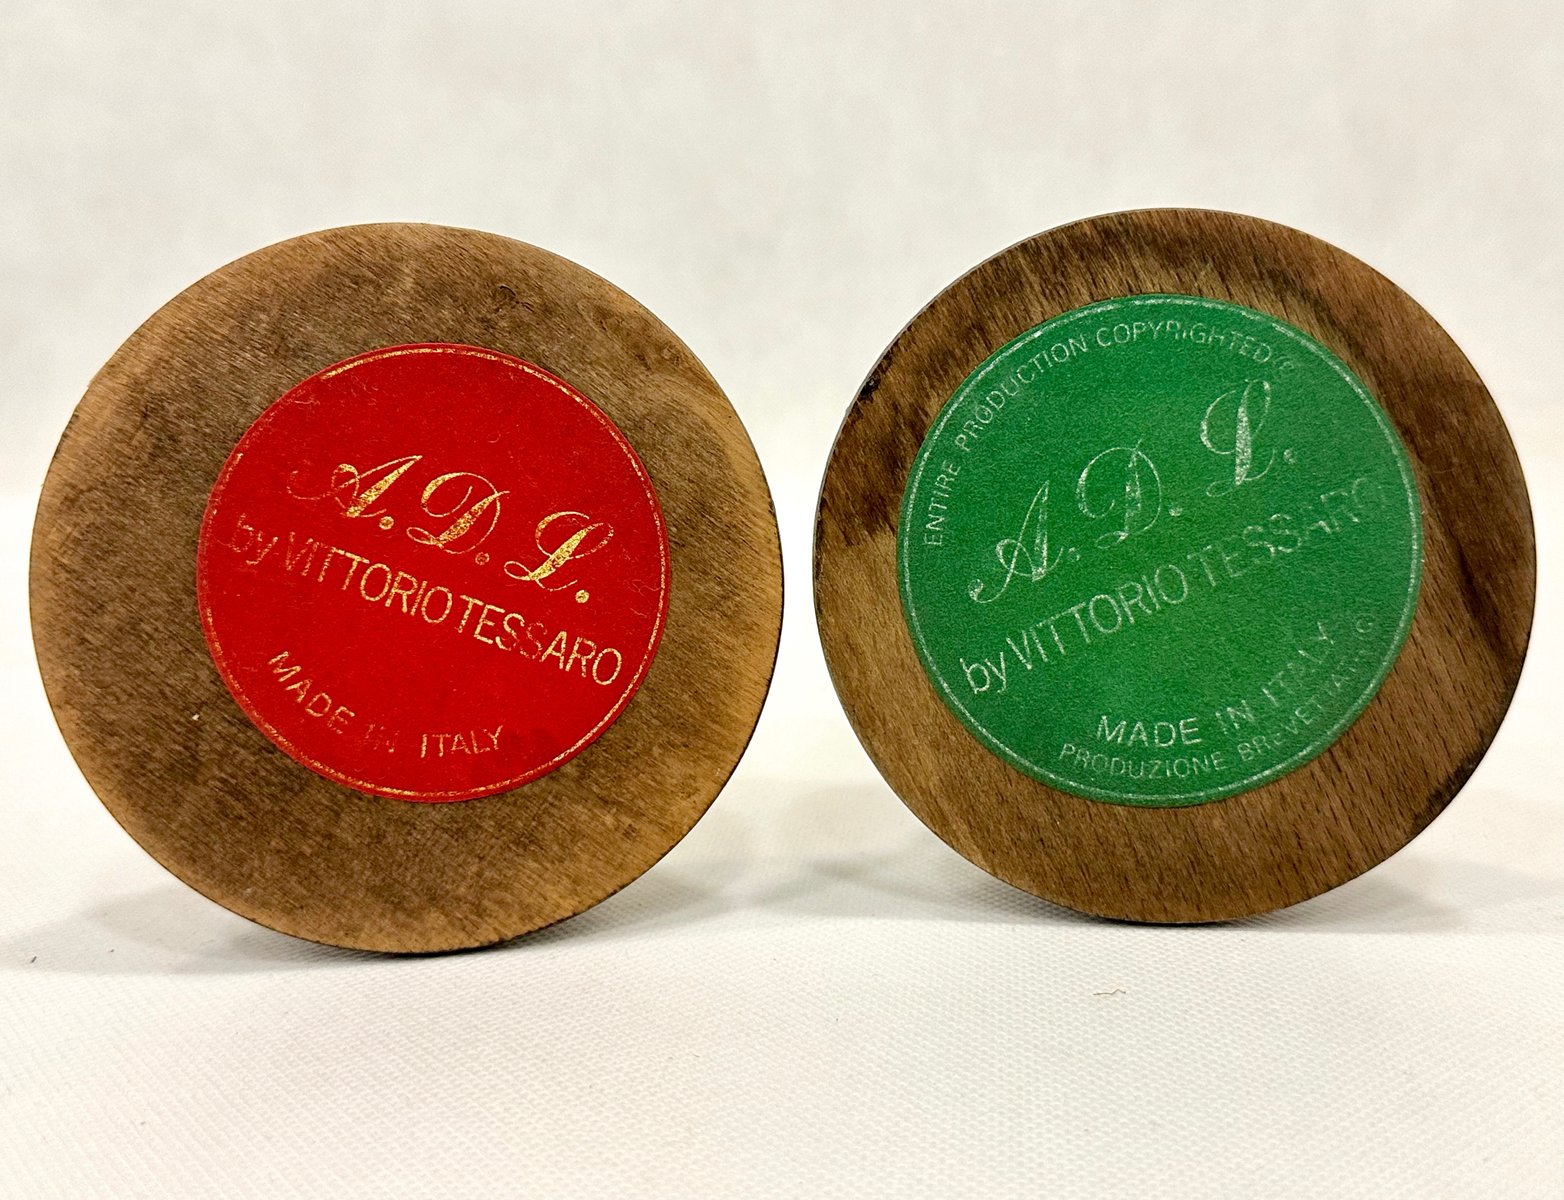 A.D.L.
by VITTORIO TESSARO
MADE IN ITALY
ENTIRE PRODUCTION COPYRIGHTED ©
A. D. L.
by VITTORIO TESSARO
MADE IN ITALY
PRODUZIONE BREVETTATA ©